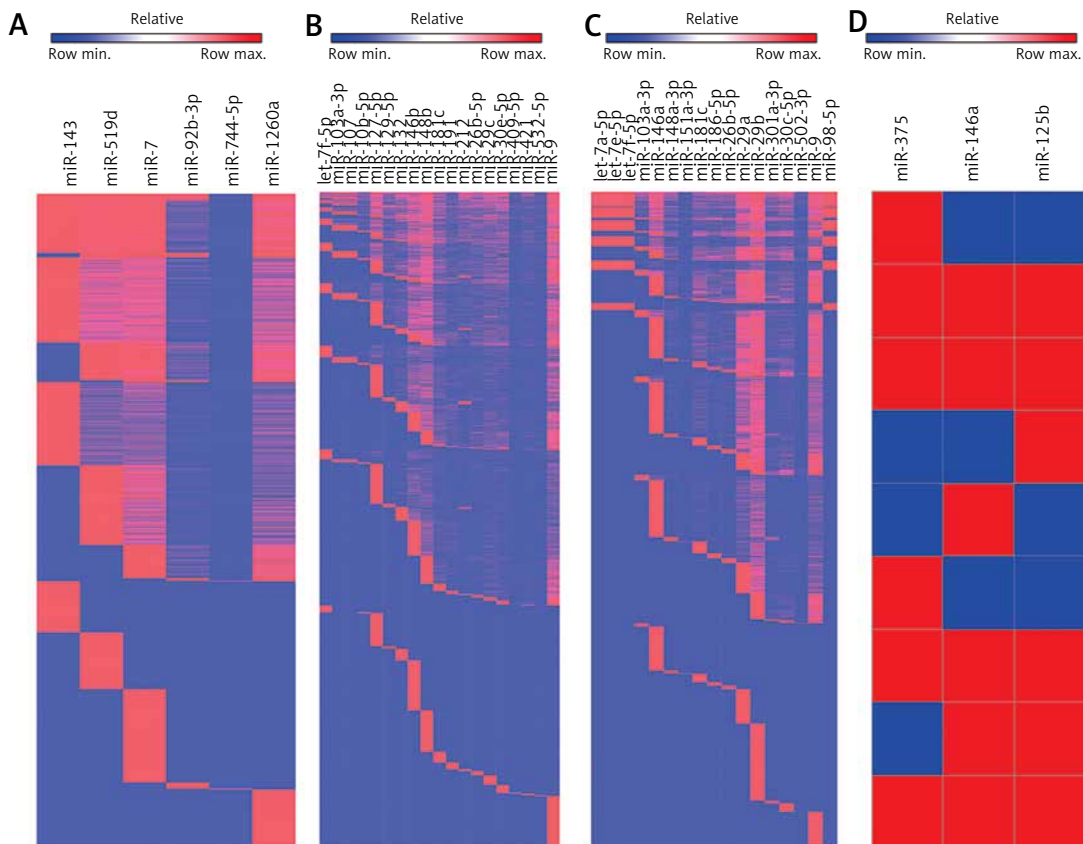 A
Relative
Row min. Row max.
miR-143
miR-519d
miR-7
miR-92b-3p
miR-744-5p
miR-1260a
B
Relative
Row min. Row max.
let-7f-5p
miR-103a-3p
miR-107
miR-10b-5p
miR-127-5p
miR-129-5p
miR-132
miR-146b
miR-148b
miR-181c
miR-191
miR-212
miR-26b-5p
miR-29c
miR-30e-5p
miR-409-5p
miR-421
miR-532-5p
miR-9
C
Relative
Row min. Row max.
let-7a-5p
let-7e-5p
let-7f-5p
miR-103a-3p
miR-146a
miR-148a-3p
miR-151a-3p
miR-181c
miR-186-5p
miR-26b-5p
miR-29a
miR-29b
miR-301a-3p
miR-30c-5p
miR-502-3p
miR-9
miR-98-5p
D
Relative
Row min. Row max.
miR-375
miR-146a
miR-125b